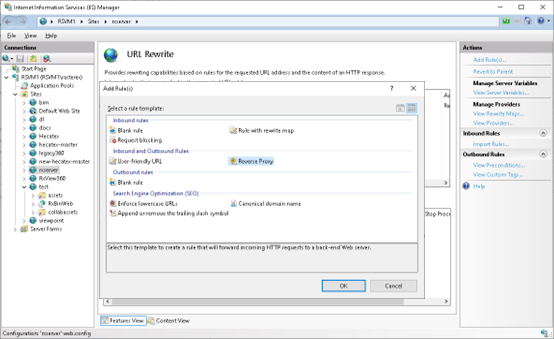 Internet Information Services (IIS) Manager
RSVM1 ▸ Sites ▸ ncserver ▸
File View Help
Connections
Start Page
Application Pools
Sites
bim
Default Web Site
dl
docs
Hecatex
hecatex-master
legacy360
new-hecatex-master
ncserver
RxView360
test
assets
RxBinWeb
collabassets
viewpoint
Server Farms
URL Rewrite
Provides rewriting capabilities based on rules for the requested URL address and the content of an HTTP response.
Add Rule(s)
? ×
Select a rule template:
Inbound rules
Blank rule
Rule with rewrite map
Request blocking
Inbound and Outbound Rules
User-friendly URL
Reverse Proxy
Outbound rules
Blank rule
Search Engine Optimization (SEO)
Enforce lowercase URLs
Canonical domain name
Append or remove the trailing slash symbol
Select this template to create a rule that will forward incoming HTTP requests to a back-end Web server.
OK Cancel
Stop Proce
Features View Content View
Actions
Add Rule(s)...
Revert to Parent
Manage Server Variables
View Server Variables...
Manage Providers
View Rewrite Maps...
View Providers...
Inbound Rules
Import Rules...
Outbound Rules
View Preconditions...
View Custom Tags...
Help
Configuration: 'ncserver' web.config